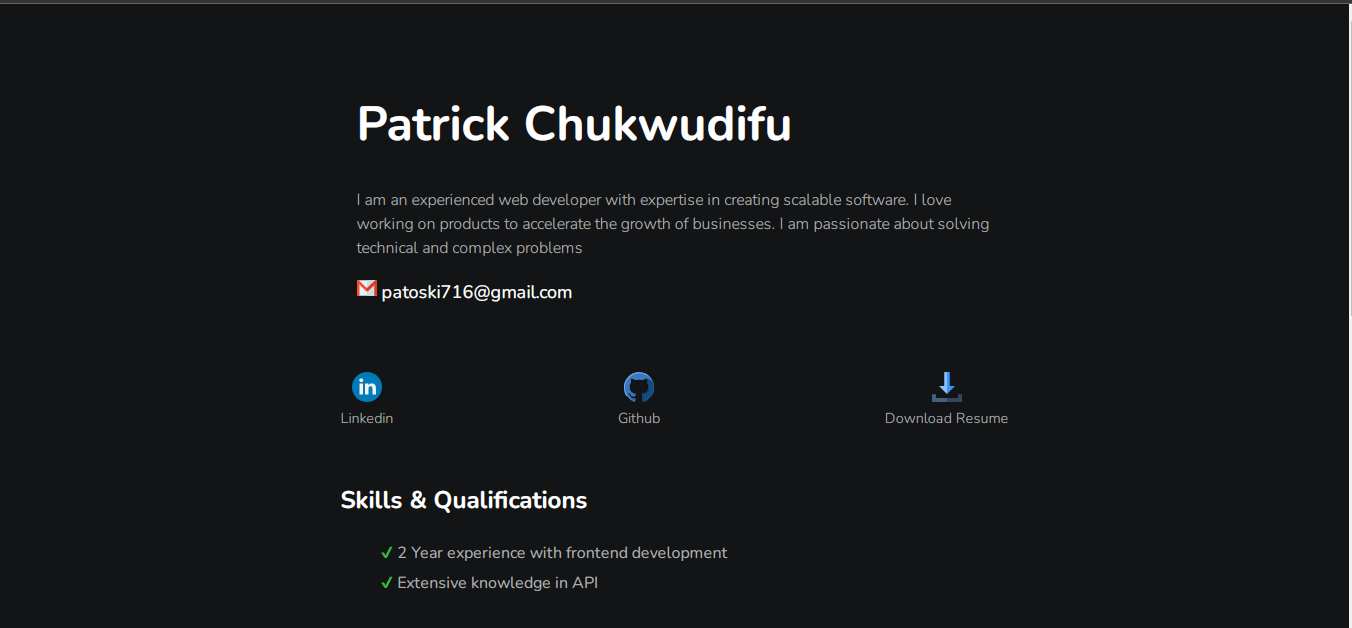 Patrick Chukwudifu
I am an experienced web developer with expertise in creating scalable software. I love
working on products to accelerate the growth of businesses. I am passionate about solving
technical and complex problems
patoski716@gmail.com
in
Linkedin
Github
Download Resume
Skills & Qualifications
✓ 2 Year experience with frontend development
✓ Extensive knowledge in API